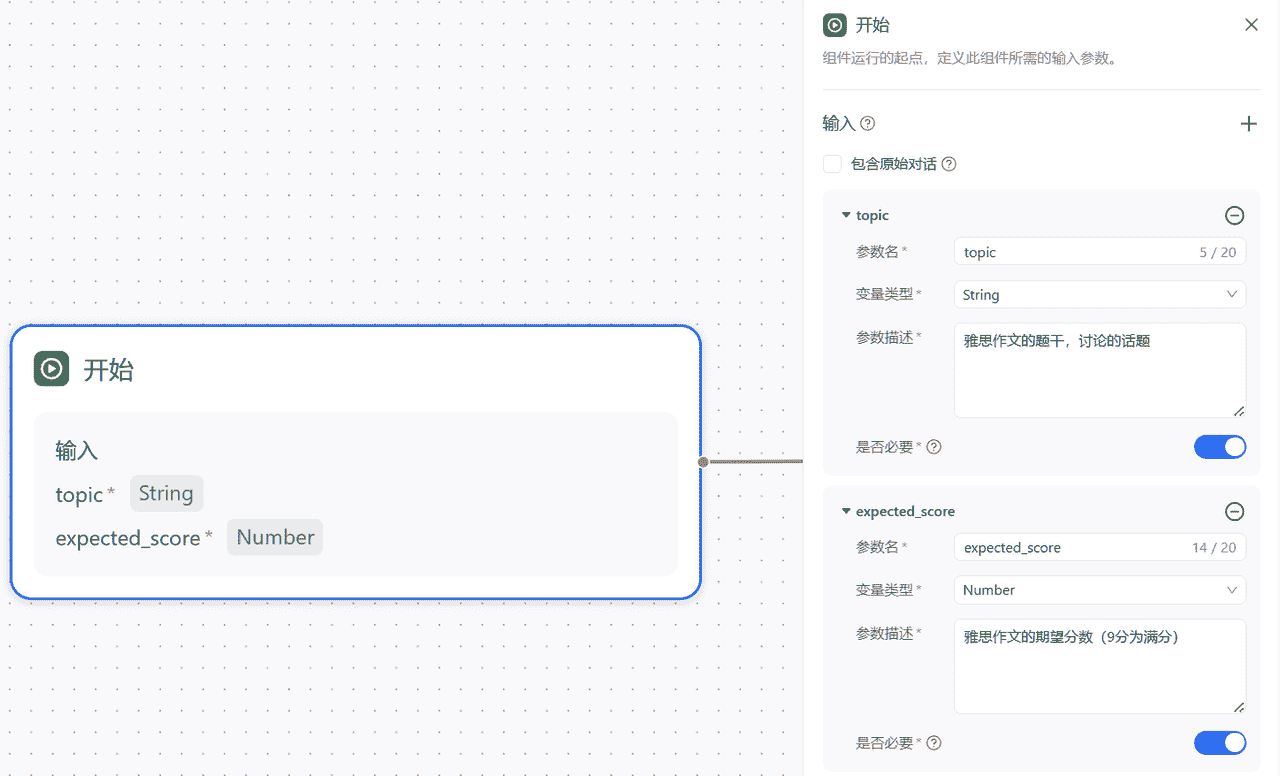 开始
输入
topic* String
expected_score* Number
开始
组件运行的起点，定义此组件所需的输入参数。
输入
包含原始对话
topic
参数名* topic 5 / 20
变量类型* String
参数描述* 雅思作文的题干，讨论的话题
是否必要*
expected_score
参数名* expected_score 14 / 20
变量类型* Number
参数描述* 雅思作文的期望分数（9分为满分）
是否必要*